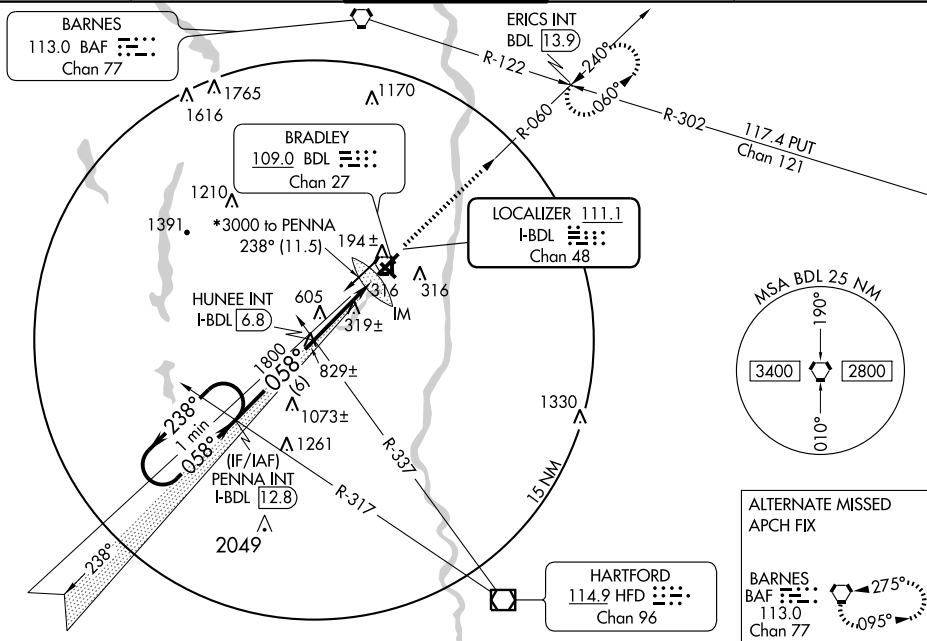 BARNES
113.0 BAF
Chan 77
ERICS INT
BDL 13.9
R-122
240°
060°
R-060
R-302
117.4 PUT
Chan 121
1765
1616
1170
BRADLEY
109.0 BDL
Chan 27
1210
1391
*3000 to PENNA
238° (11.5)
194±
LOCALIZER 111.1
I-BDL
Chan 48
316
316
IM
HUNEE INT
I-BDL 6.8
605
319±
829±
1800
058°
(6)
MSA BDL 25 NM
190°
3400
2800
010°
238°
1 min
058°
1073±
1330
1261
(IF/IAF)
PENNA INT
I-BDL 12.8
R-337
R-317
15 NM
2049
238°
HARTFORD
114.9 HFD
Chan 96
ALTERNATE MISSED
APCH FIX
BARNES
BAF
113.0
Chan 77
275°
095°